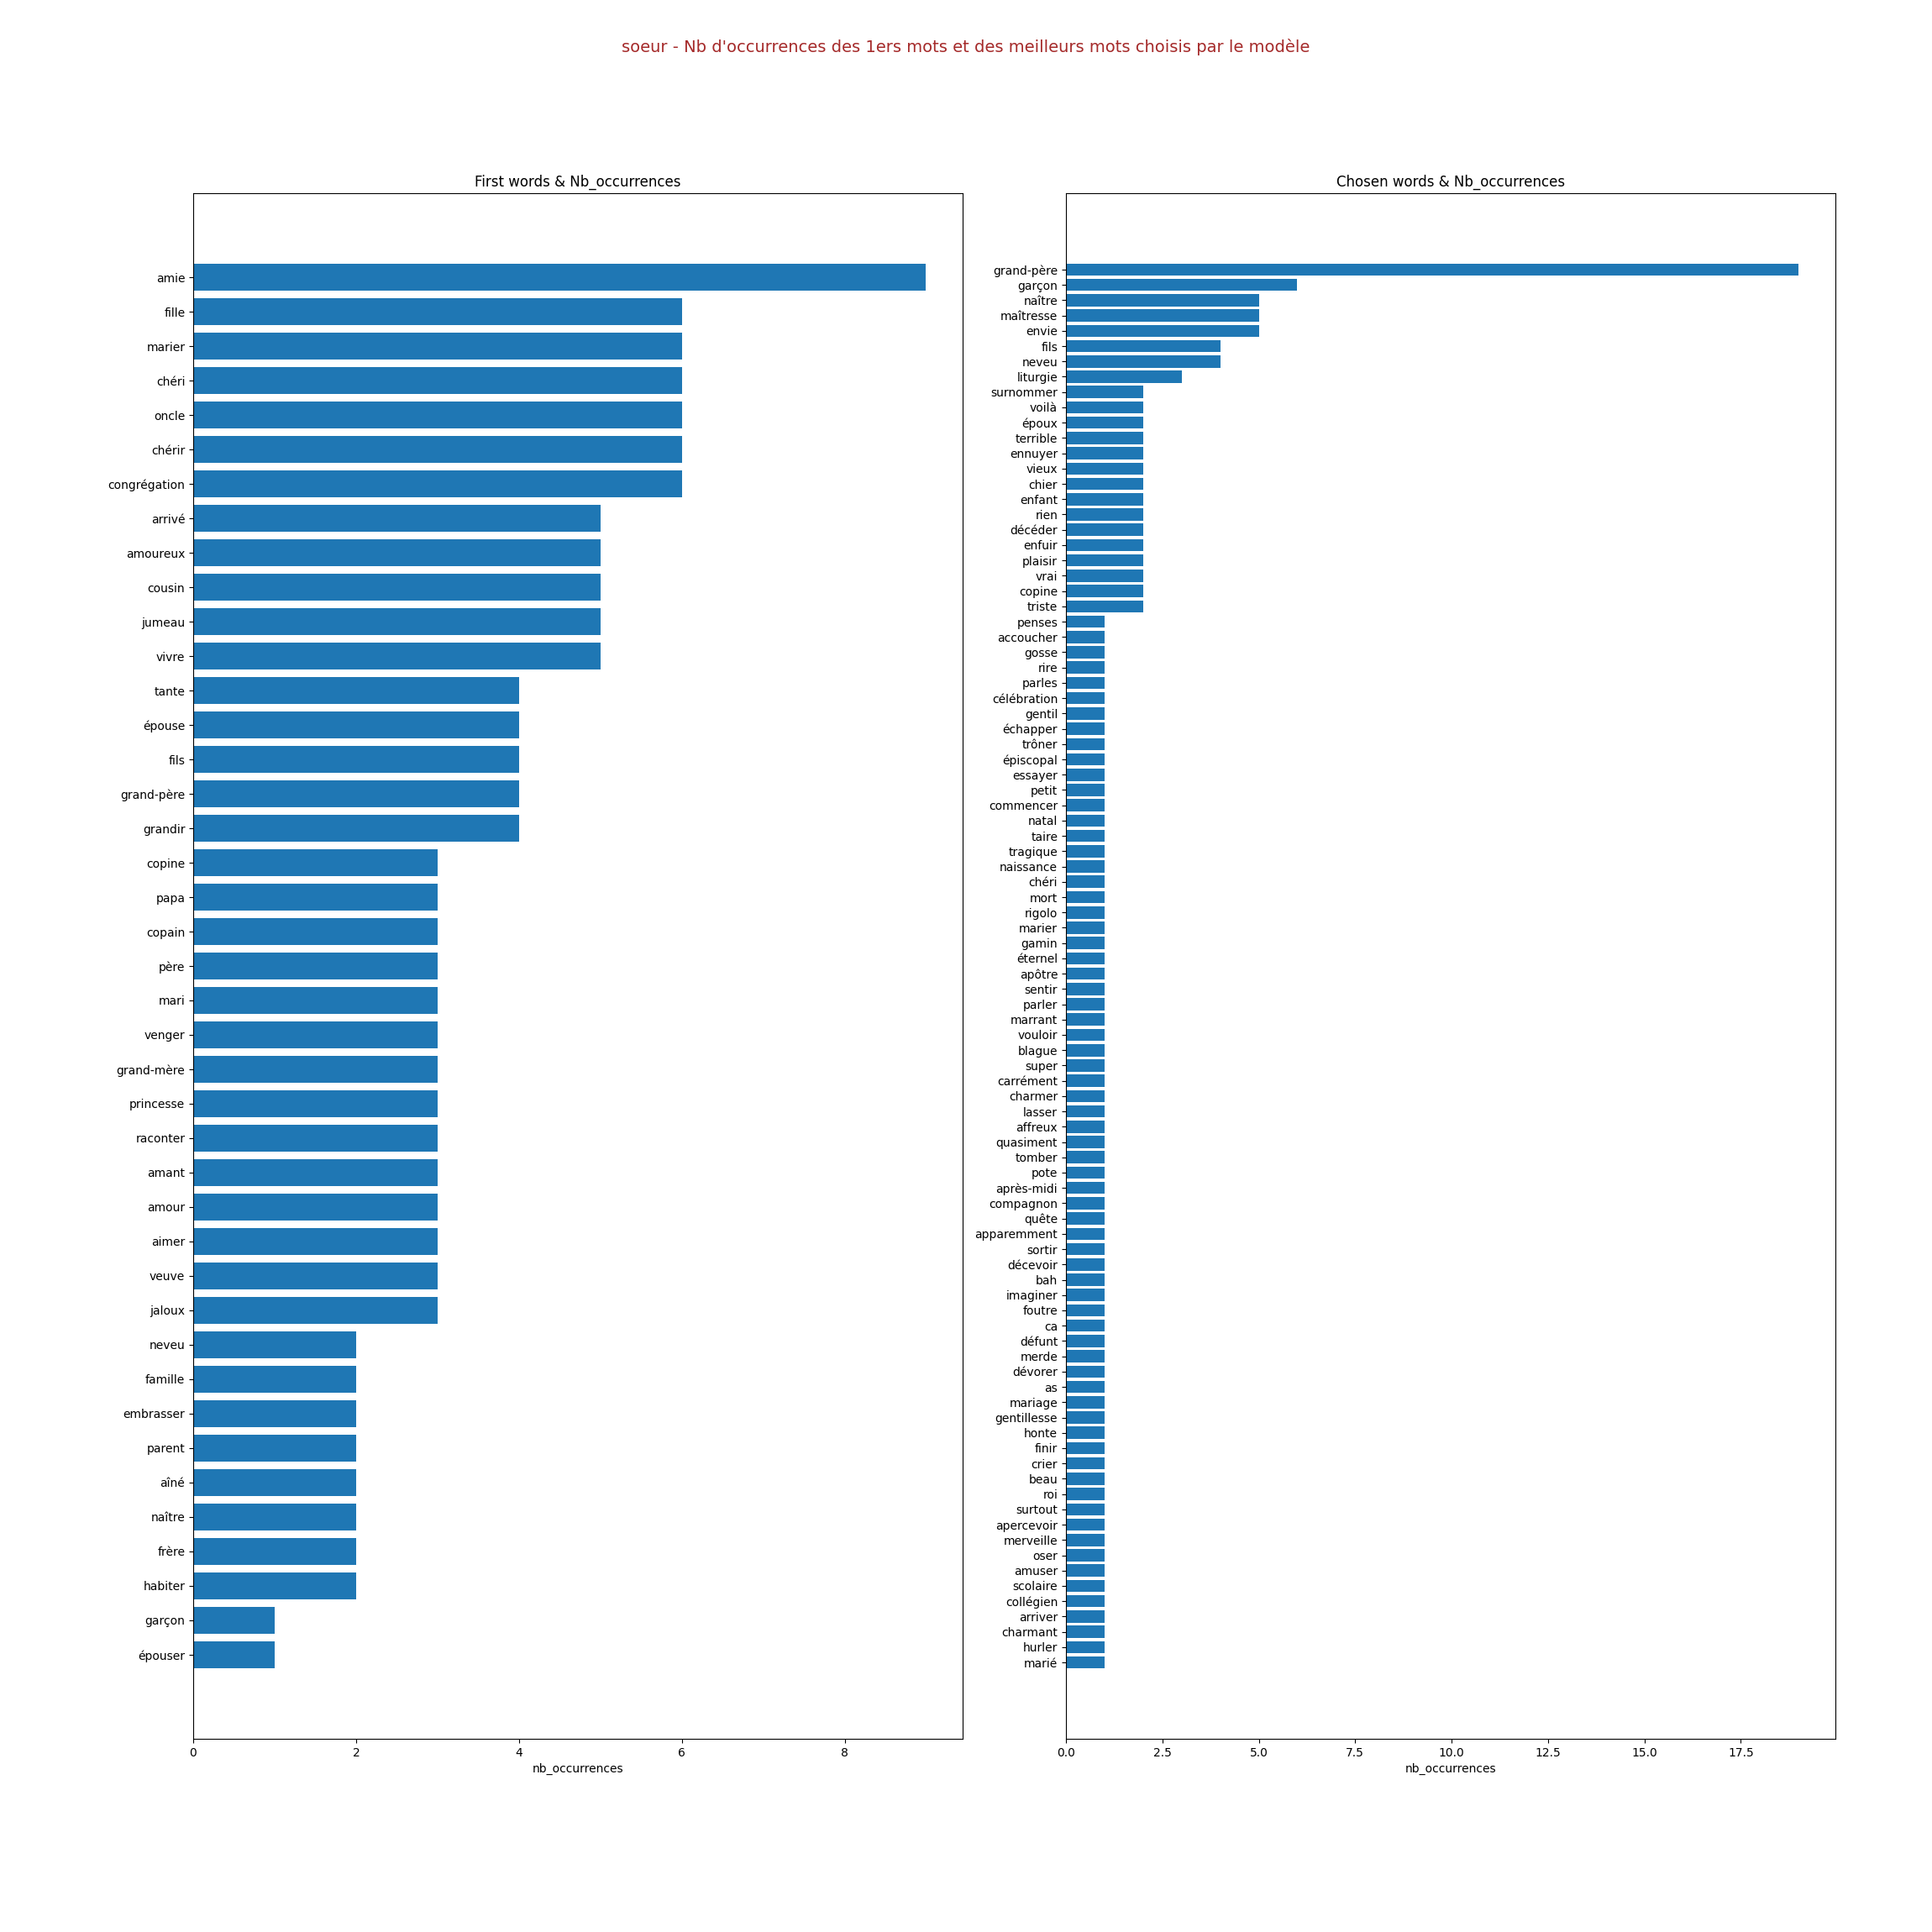 soeur - Nb d'occurrences des 1ers mots et des meilleurs mots choisis par le modèle
First words & Nb_occurrences
amie
fille
marier
chéri
oncle
chérir
congrégation
arrivé
amoureux
cousin
jumeau
vivre
tante
épouse
fils
grand-père
grandir
copine
papa
copain
père
mari
venger
grand-mère
princesse
raconter
amant
amour
aimer
veuve
jaloux
neveu
famille
embrasser
parent
aîné
naître
frère
habiter
garçon
épouser
0 2 4 6 8
nb_occurrences
Chosen words & Nb_occurrences
grand-père
garçon
naître
maîtresse
envie
fils
neveu
liturgie
surnommer
voilà
époux
terrible
ennuyer
vieux
chier
enfant
rien
décéder
enfuir
plaisir
vrai
copine
triste
penses
accoucher
gosse
rire
parles
célébration
gentil
échapper
trôner
épiscopal
essayer
petit
commencer
natal
taire
tragique
naissance
chéri
mort
rigolo
marier
gamin
éternel
apôtre
sentir
parler
marrant
vouloir
blague
super
carrément
charmer
lasser
affreux
quasiment
tomber
pote
après-midi
compagnon
quête
apparemment
sortir
décevoir
bah
imaginer
foutre
ca
défunt
merde
dévorer
as
mariage
gentillesse
honte
finir
crier
beau
roi
surtout
apercevoir
merveille
oser
amuser
scolaire
collégien
arriver
charmant
hurler
marié
0.0 2.5 5.0 7.5 10.0 12.5 15.0 17.5
nb_occurrences